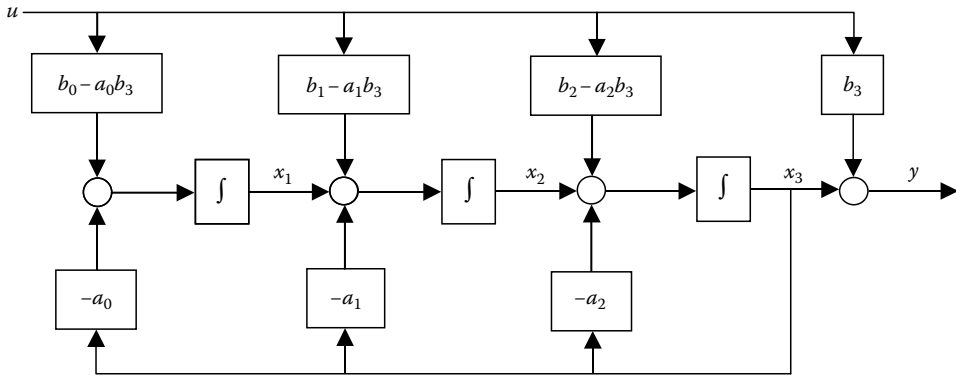 u
b₀ – a₀b₃
b₁ – a₁b₃
b₂ – a₂b₃
b₃
∫ x₁ ∫ x₂ ∫ x₃ y
–a₀ –a₁ –a₂